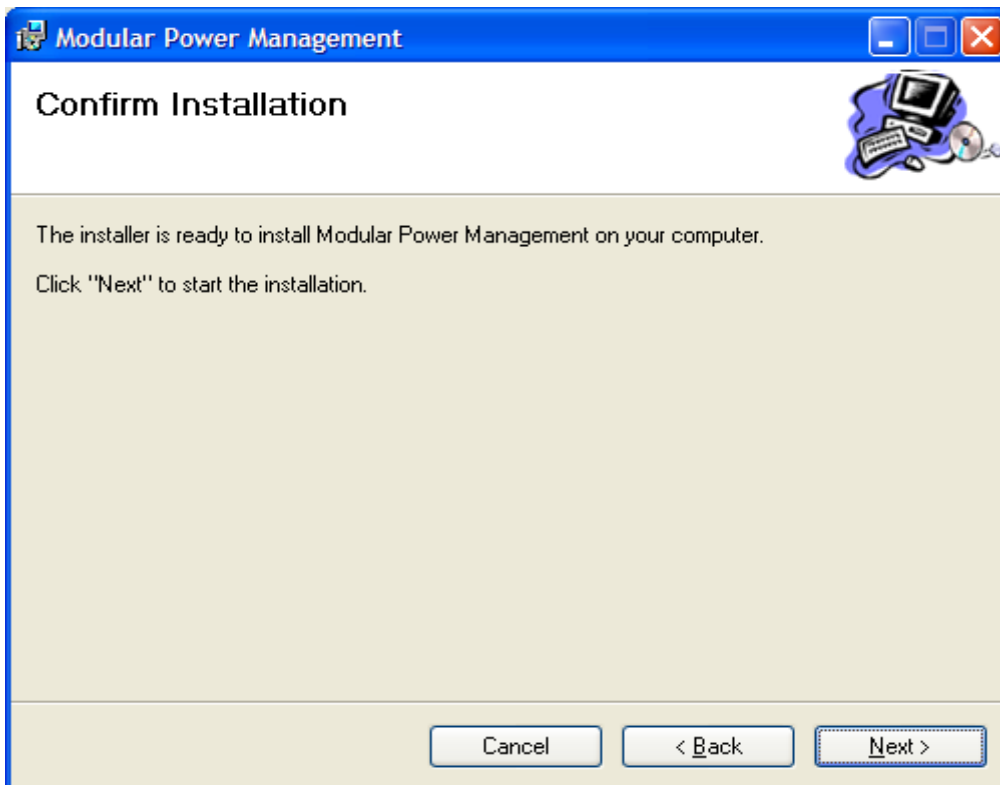 Modular Power Management
Confirm Installation
The installer is ready to install Modular Power Management on your computer.
Click "Next" to start the installation.
Cancel
< Back
Next >